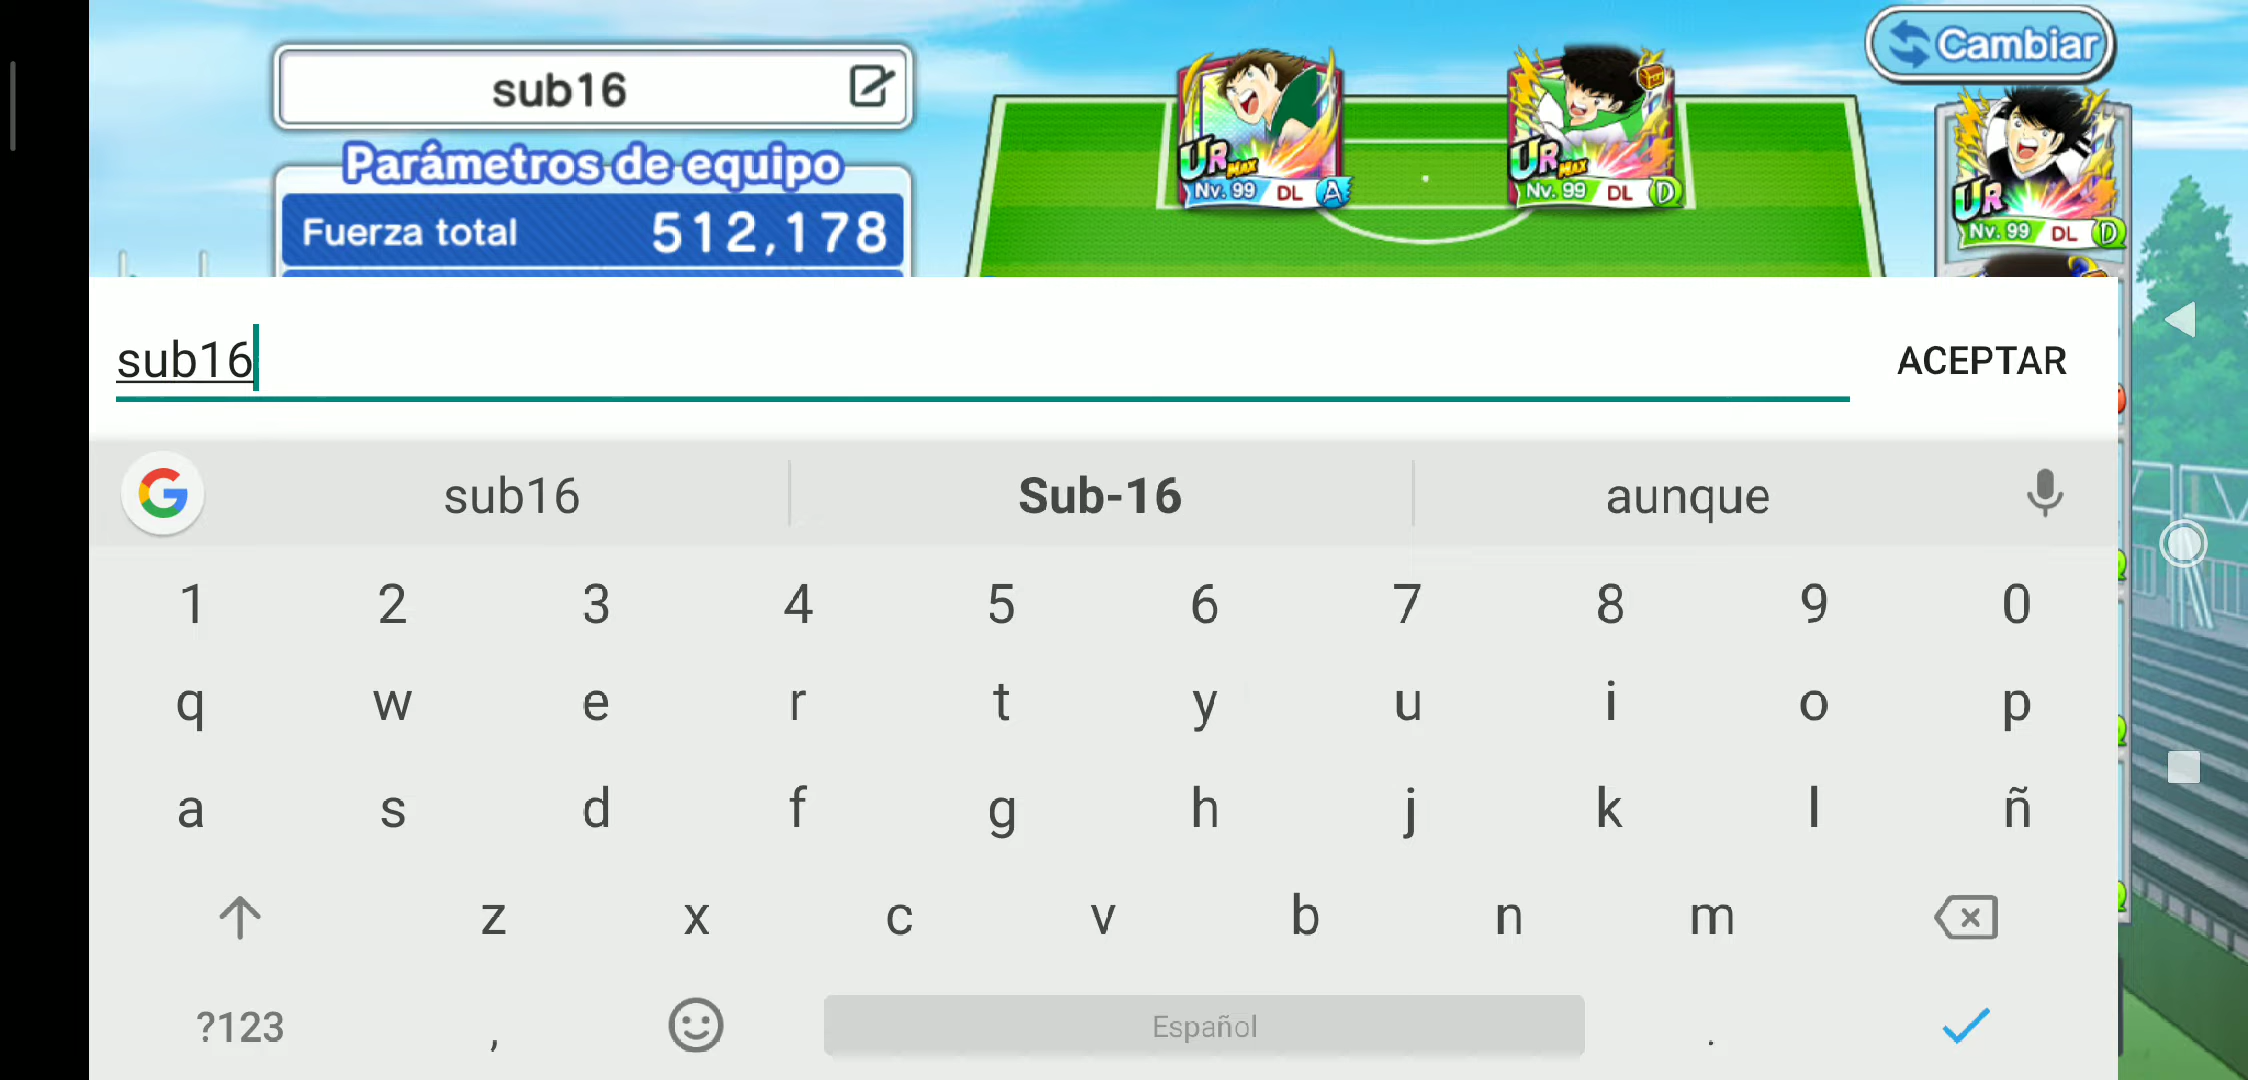 sub16
Cambiar
Parámetros de equipo
Fuerza total 512,178
UR MAX
Nv. 99 DL A
UR MAX
Nv. 99 DL D
UR
Nv. 99 DL D
sub16
ACEPTAR
G sub16 Sub-16 aunque
1 2 3 4 5 6 7 8 9 0
q w e r t y u i o p
a s d f g h j k l ñ
z x c v b n m
?123 , Español .